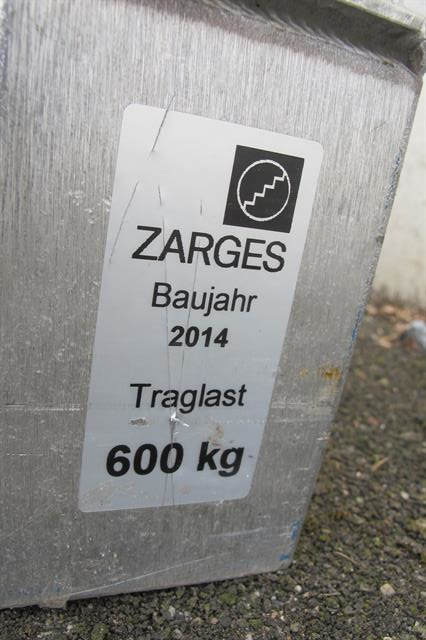 ZARGES
Baujahr
2014
Traglast
600 kg